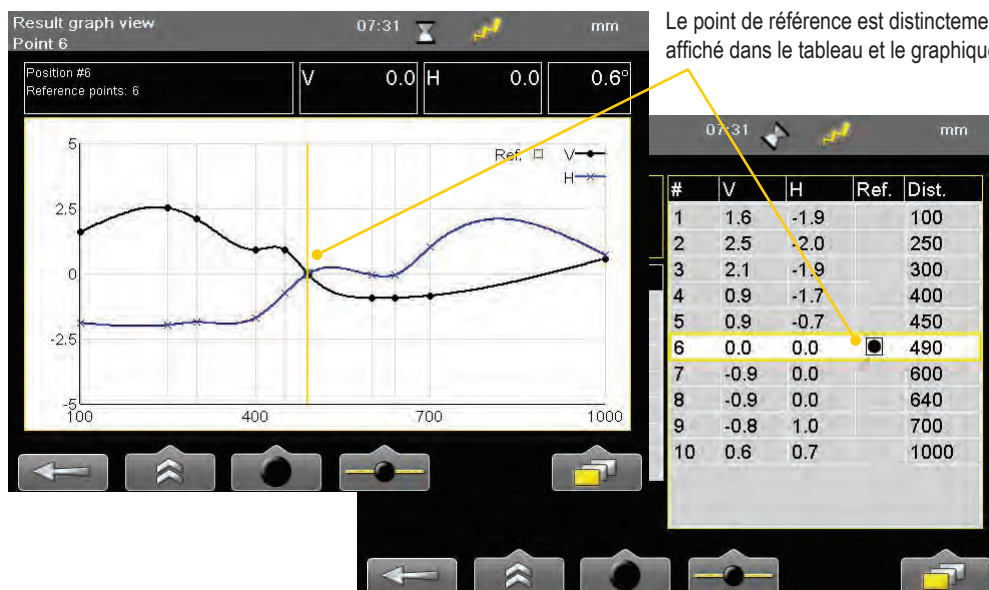 Result graph view
Point 6
07:31
mm
Le point de référence est distincteme
affiché dans le tableau et le graphique
Position #6
Reference points: 6
V 0.0 H 0.0 0.6°
5
2.5
0
-2.5
-5
100 400 700 1000
Ref. V
H
07:31
mm
# V H Ref. Dist.
1 1.6 -1.9 100
2 2.5 -2.0 250
3 2.1 -1.9 300
4 0.9 -1.7 400
5 0.9 -0.7 450
6 0.0 0.0 490
7 -0.9 0.0 600
8 -0.9 0.0 640
9 -0.8 1.0 700
10 0.6 0.7 1000